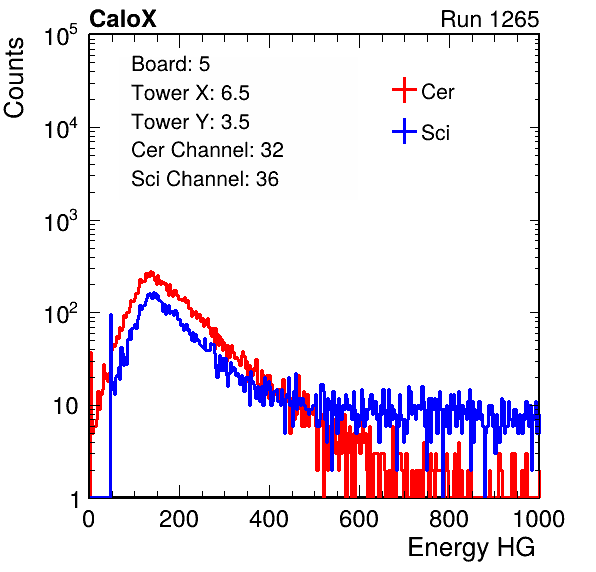 CaloX Run 1265
Counts
Board: 5
Tower X: 6.5
Tower Y: 3.5
Cer Channel: 32
Sci Channel: 36
Cer
Sci
10^5
10^4
10^3
10^2
10
1
0 200 400 600 800 1000
Energy HG